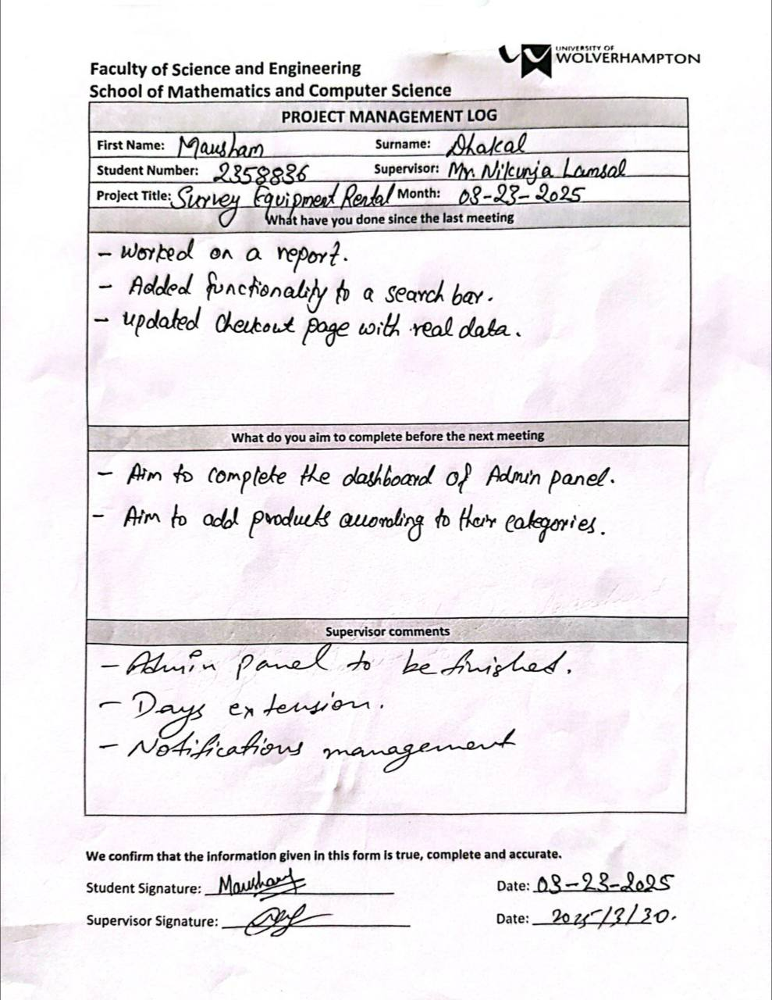 UNIVERSITY OF
WOLVERHAMPTON
Faculty of Science and Engineering
School of Mathematics and Computer Science
PROJECT MANAGEMENT LOG
First Name: Mausham Surname: Dhakal
Student Number: 2358836 Supervisor: Mr. Nikunja Lamsal
Project Title: Survey Equipment Rental Month: 03-23-2025
What have you done since the last meeting
- Worked on a report.
- Added functionality to a search bar.
- updated checkout page with real data.
What do you aim to complete before the next meeting
- Aim to complete the dashboard of Admin panel.
- Aim to add products according to their categories.
Supervisor comments
- Admin panel to be finished.
- Days extension.
- Notifications management
We confirm that the information given in this form is true, complete and accurate.
Student Signature: Mausham Date: 03-23-2025
Supervisor Signature: Date: 2025/3/30.